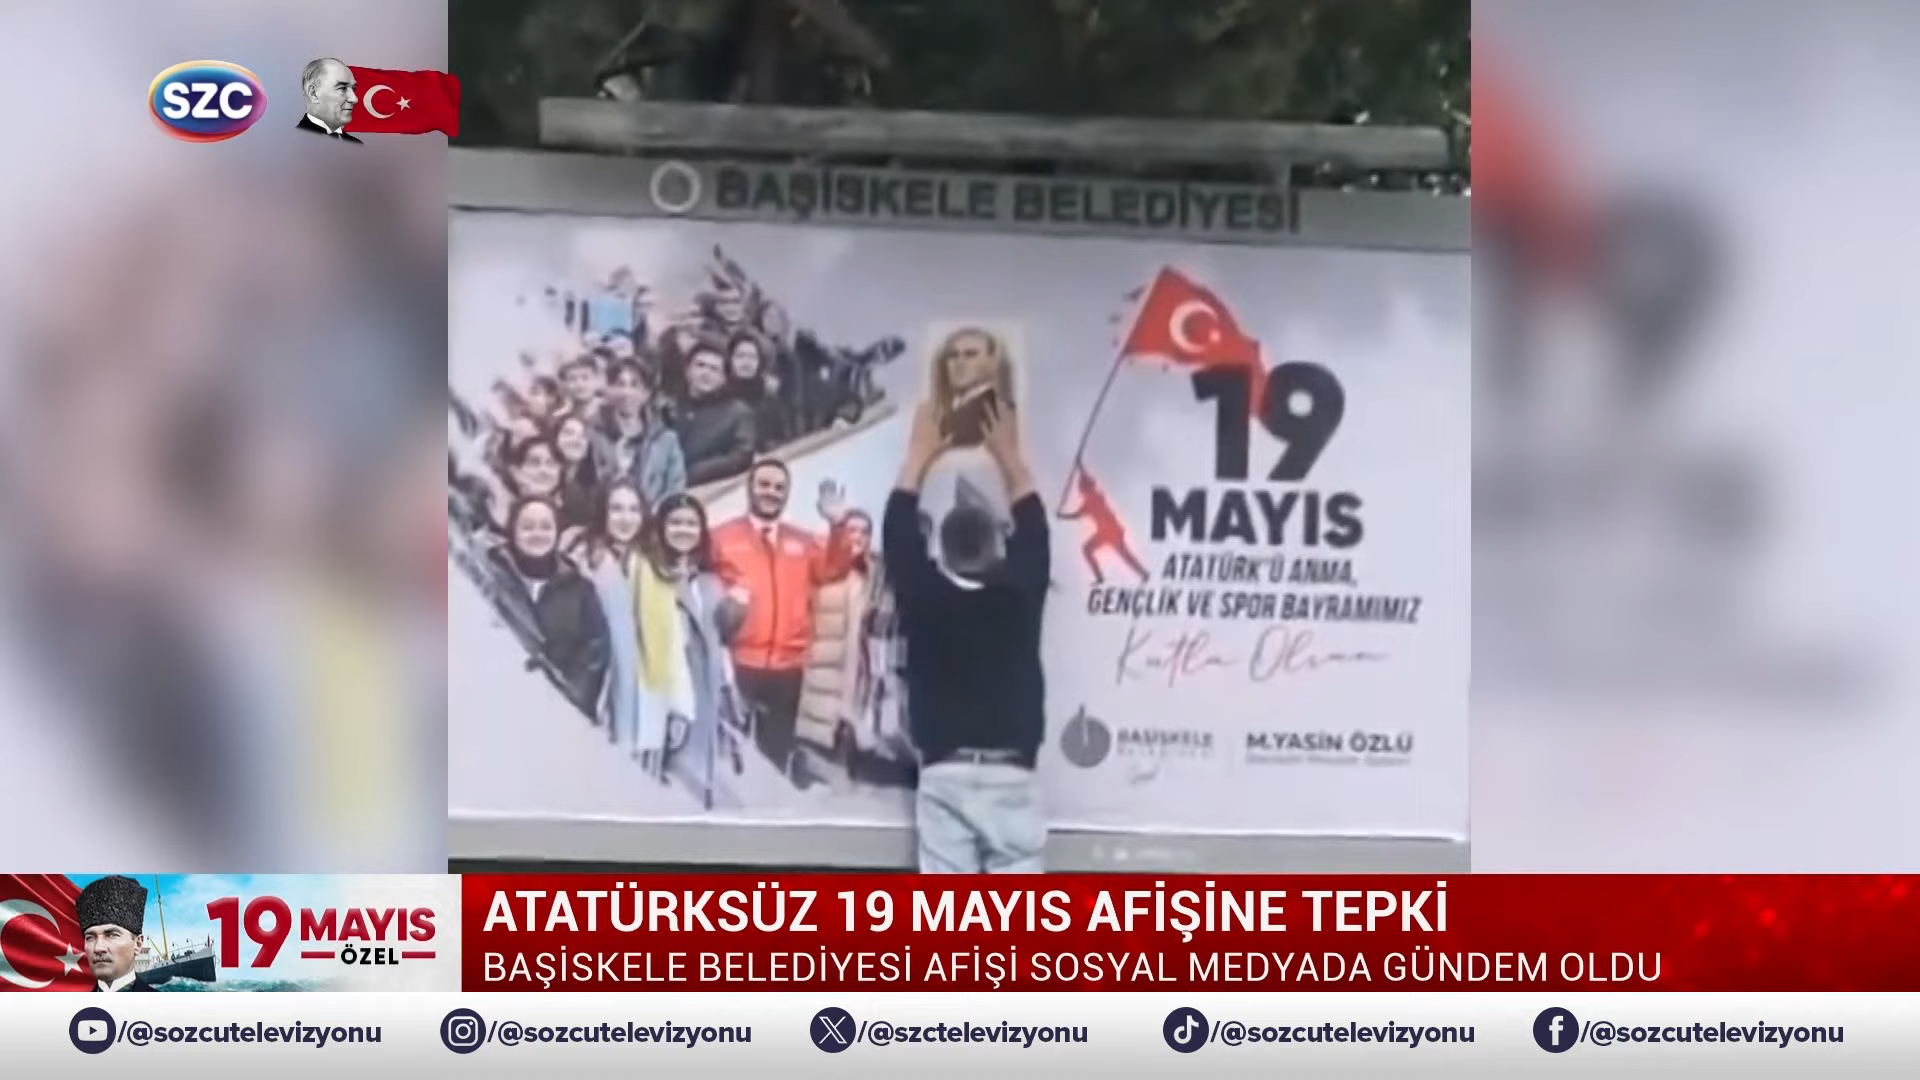 SZC
BAŞİSKELE BELEDİYESİ
19
MAYIS
ATATÜRK'Ü ANMA,
GENÇLİK VE SPOR BAYRAMIMIZ
Kutlu Olsun
BAŞİSKELE
M.YASİN ÖZLÜ
19 MAYIS
ÖZEL
ATATÜRKSÜZ 19 MAYIS AFİŞİNE TEPKİ
BAŞİSKELE BELEDİYESİ AFİŞİ SOSYAL MEDYADA GÜNDEM OLDU
/@sozcutelevizyonu /@sozcutelevizyonu /@szctelevizyonu /@sozcutelevizyonu /@sozcutelevizyonu